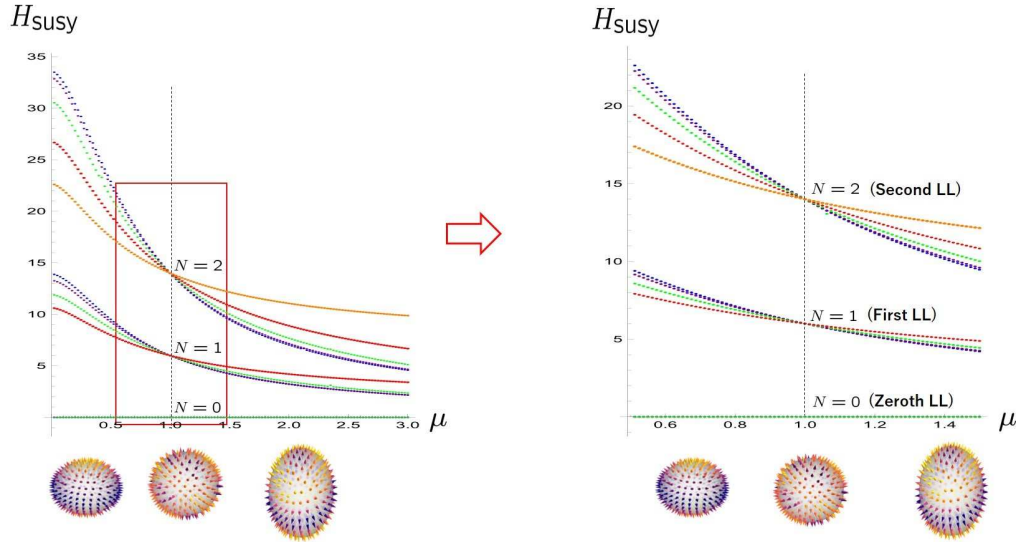 H_susy
35
30
25
20
15
10
5
N = 2
N = 1
N = 0
0.5 1.0 1.5 2.0 2.5 3.0 μ
H_susy
20
15
10
5
0
N = 2 (Second LL)
N = 1 (First LL)
N = 0 (Zeroth LL)
0.6 0.8 1.0 1.2 1.4 μ